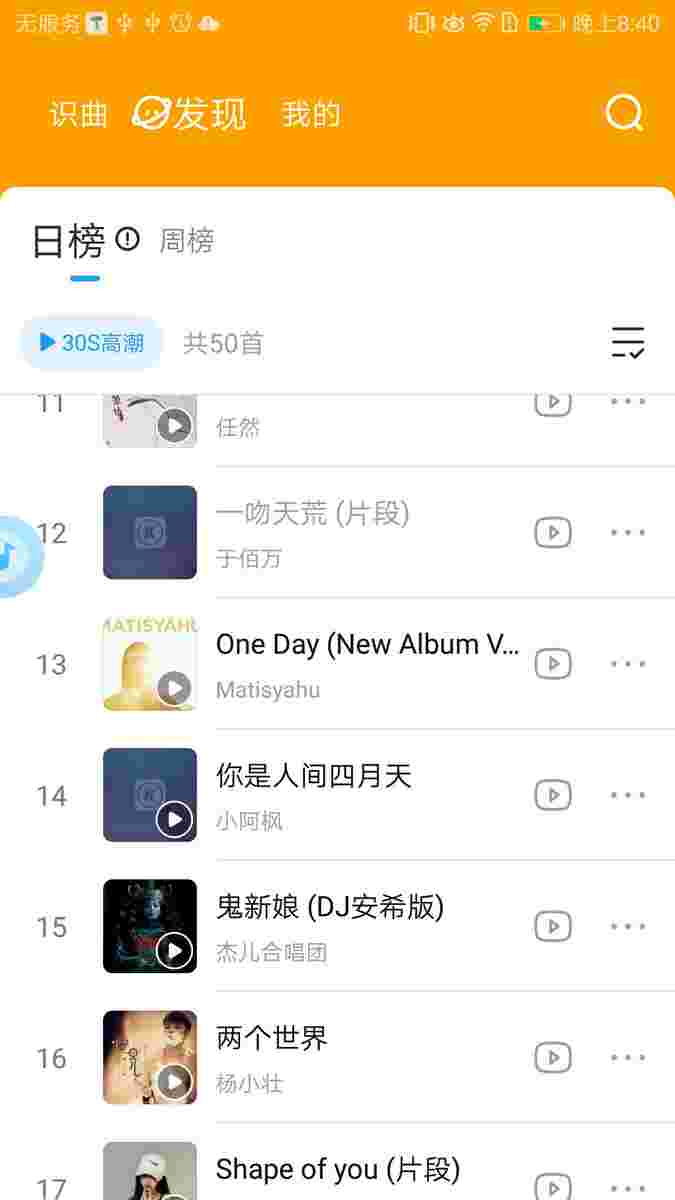 无服务 晚上8:40
识曲 发现 我的
日榜 周榜
30S高潮 共50首
11
任然
12
一吻天荒 (片段)
于佰万
MATISYAHU
13
One Day (New Album V...
Matisyahu
14
你是人间四月天
小阿枫
15
鬼新娘 (DJ安希版)
杰儿合唱团
16
两个世界
杨小壮
17
Shape of you (片段)